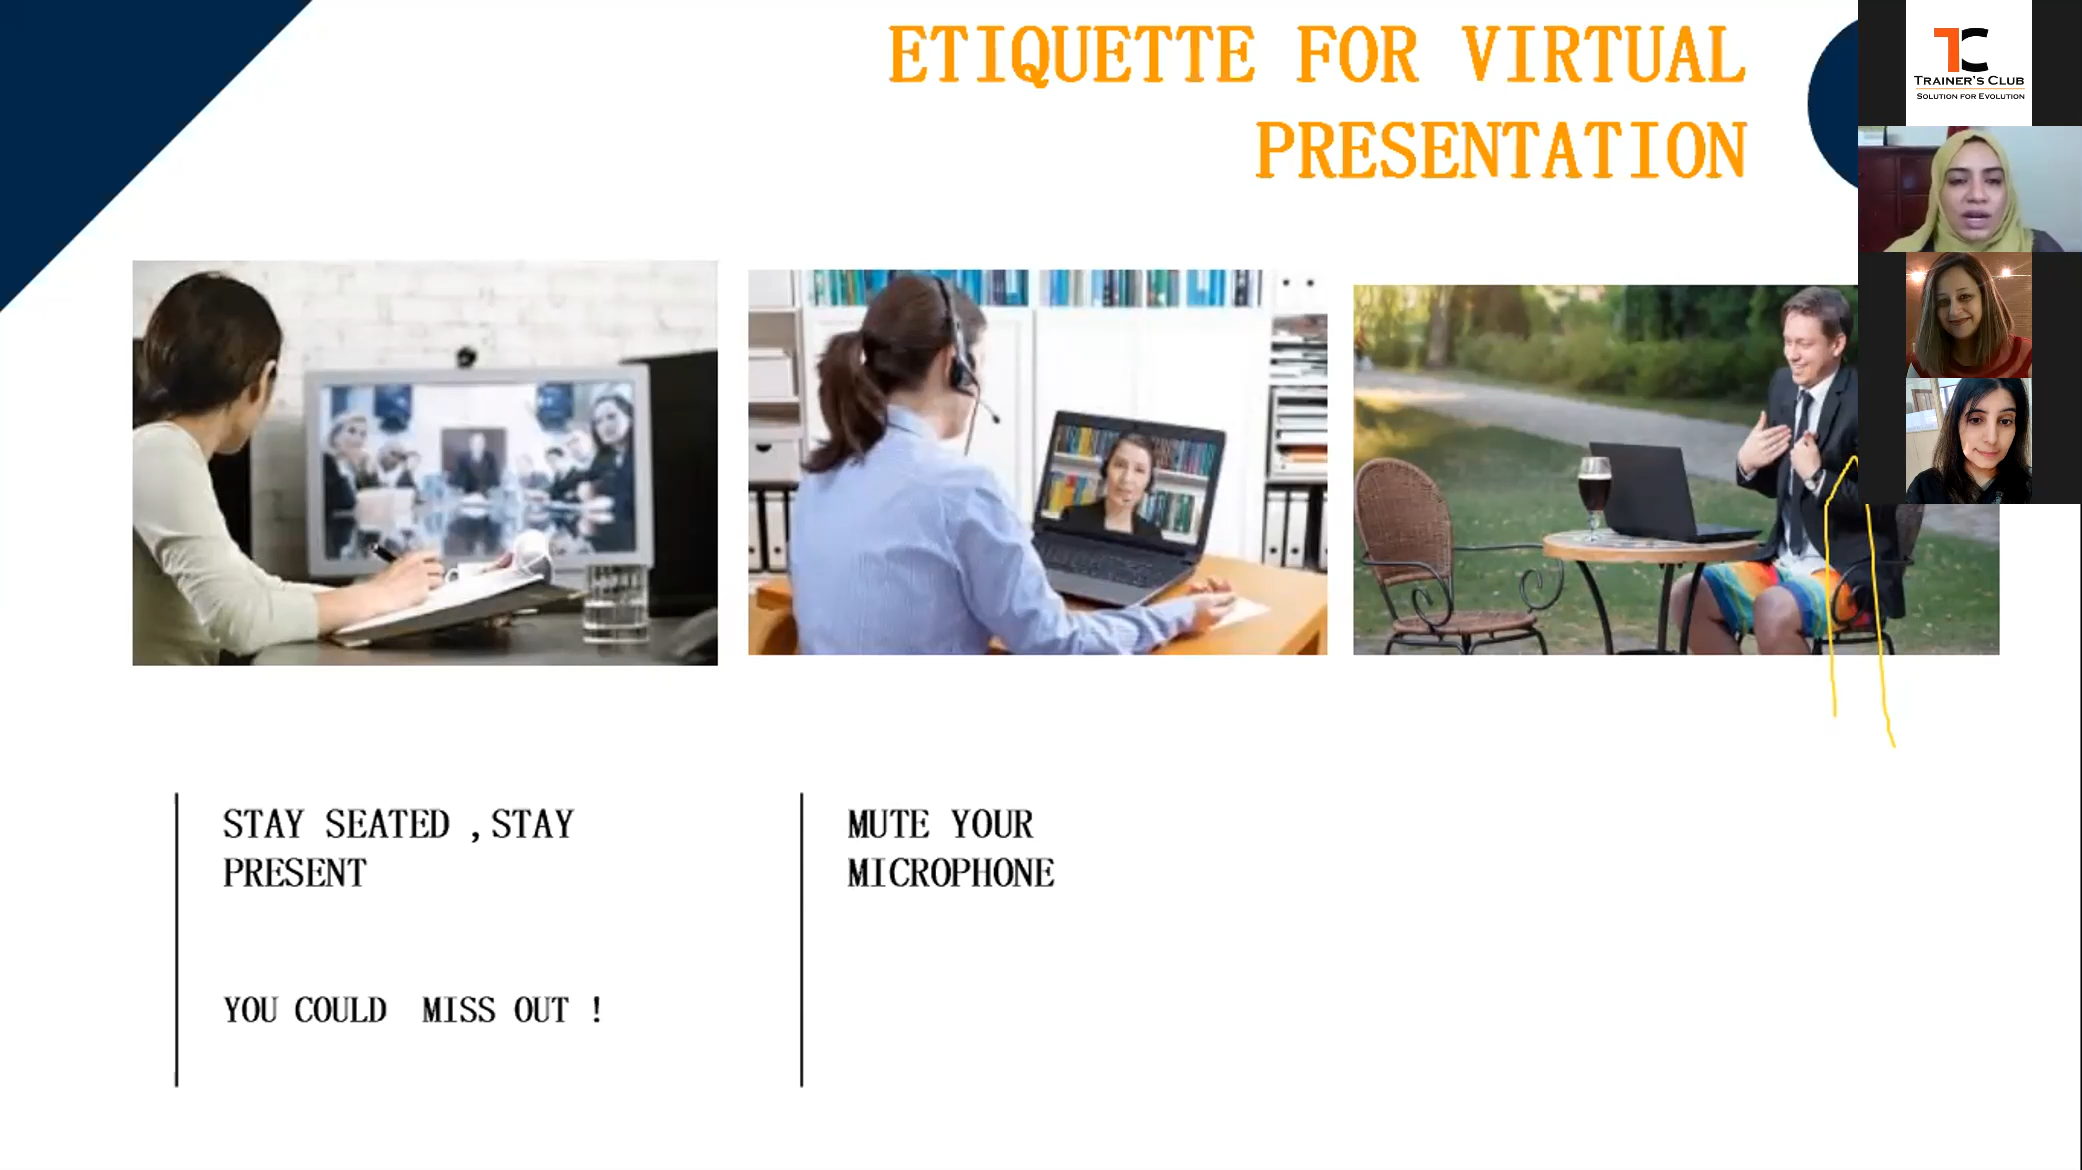 ETIQUETTE FOR VIRTUAL
PRESENTATION
TC
TRAINER'S CLUB
SOLUTION FOR EVOLUTION
STAY SEATED ,STAY
PRESENT
YOU COULD MISS OUT !
MUTE YOUR
MICROPHONE